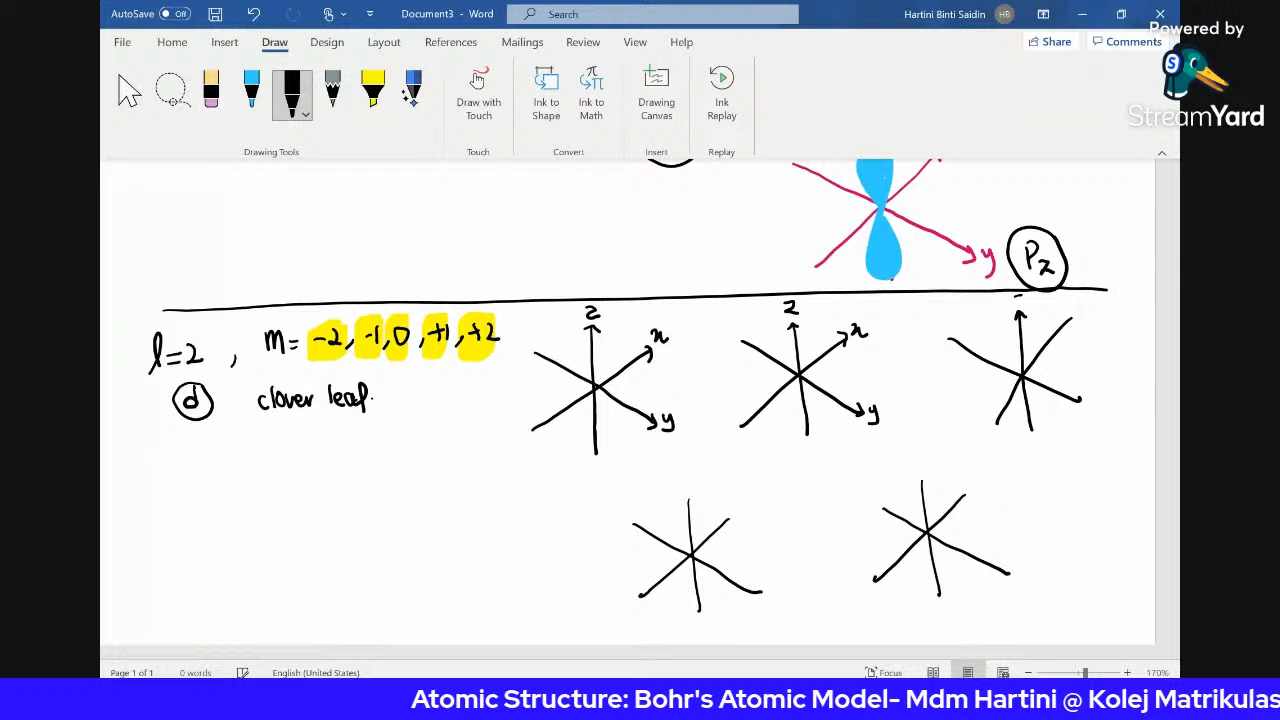 AutoSave Off Document3 - Word Search Hartini Binti Saidin HB
Powered by
StreamYard
File Home Insert Draw Design Layout References Mailings Review View Help Share Comments
Draw with Touch
Ink to Shape
Ink to Math
Drawing Canvas
Ink Replay
Drawing Tools Touch Convert Insert Replay
y
Pz
l=2, m= -2, -1, 0, +1, +2
d clover leaf.
z x y
z x y
Page 1 of 1 0 words English (United States) Focus 170%
Atomic Structure: Bohr's Atomic Model- Mdm Hartini @ Kolej Matrikulas